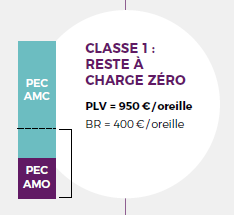 CLASSE 1 :
RESTE À
CHARGE ZÉRO
PLV = 950 €/oreille
BR = 400 €/oreille
PEC
AMC
PEC
AMO